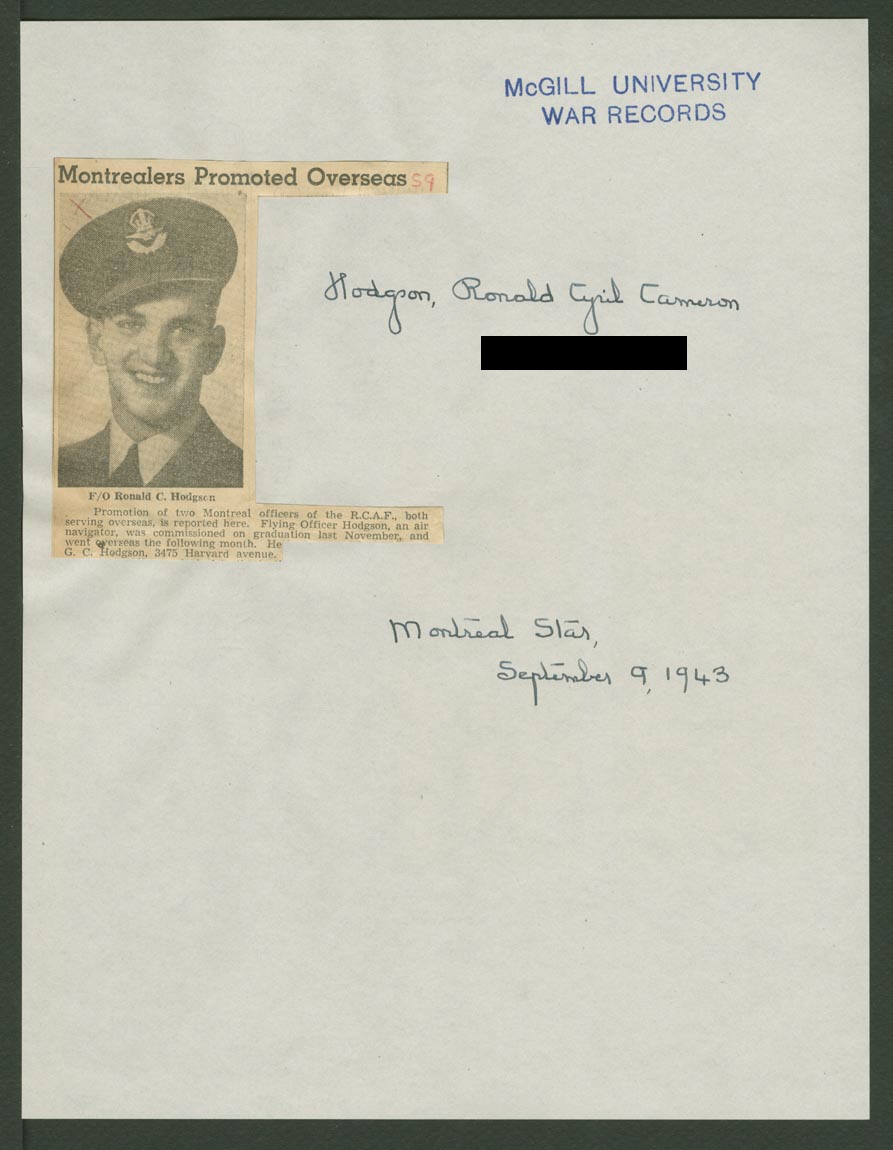 McGILL UNIVERSITY
WAR RECORDS
Montrealers Promoted Overseas S9
Hodgson, Ronald Cyril Cameron
F/O Ronald C. Hodgson
Promotion of two Montreal officers of the R.C.A.F., both
serving overseas, is reported here. Flying Officer Hodgson, an air
navigator, was commissioned on graduation last November, and
went overseas the following month. He
G. C. Hodgson, 3475 Harvard avenue.
Montreal Star,
September 9, 1943